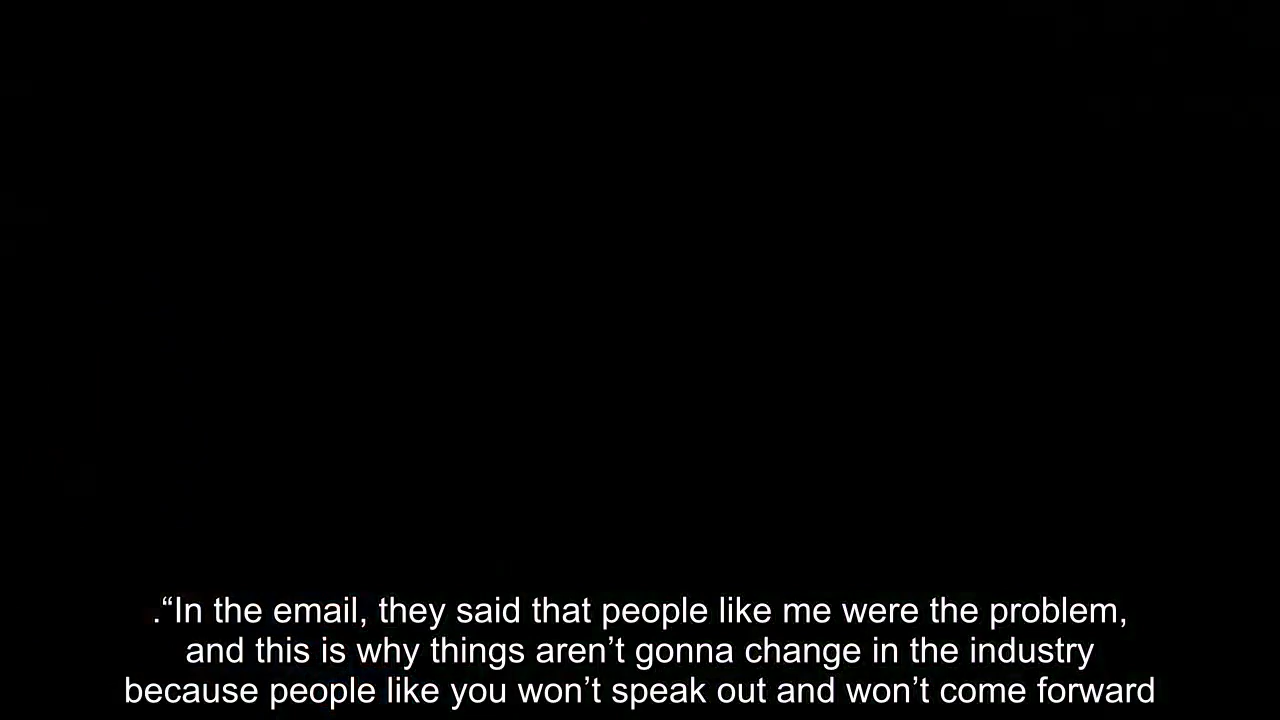 .“In the email, they said that people like me were the problem,
and this is why things aren’t gonna change in the industry
because people like you won’t speak out and won’t come forward